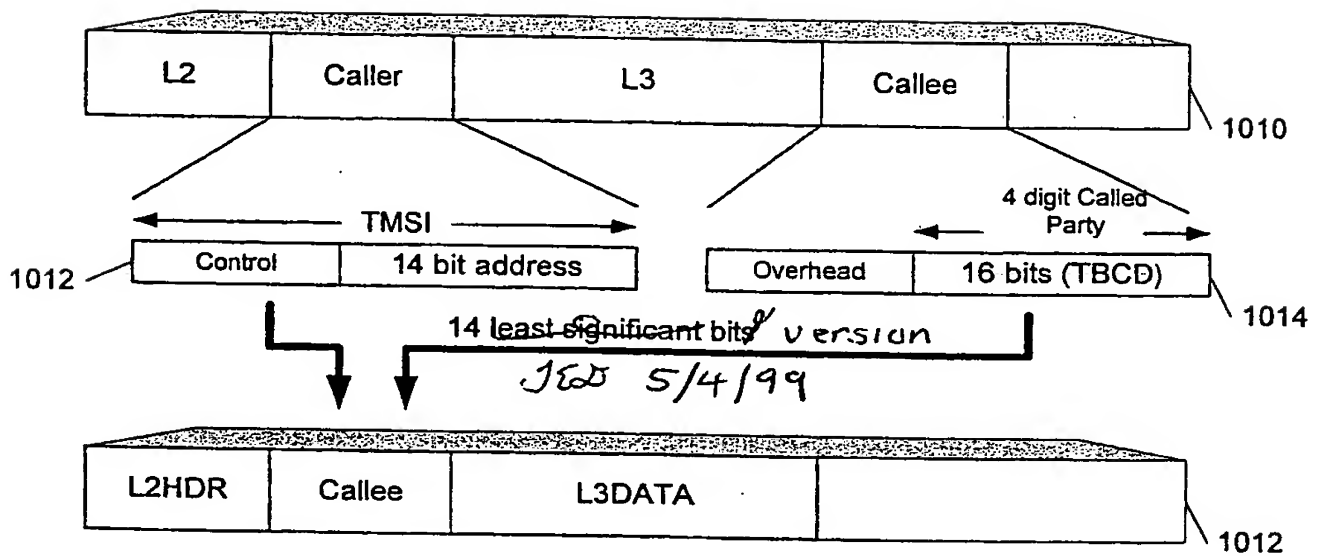 L2 Caller L3 Callee
1010
TMSI
4 digit Called
Party
1012 Control 14 bit address Overhead 16 bits (TBCD)
1014
14 least significant bits version
JED 5/4/99
L2HDR Callee L3DATA
1012